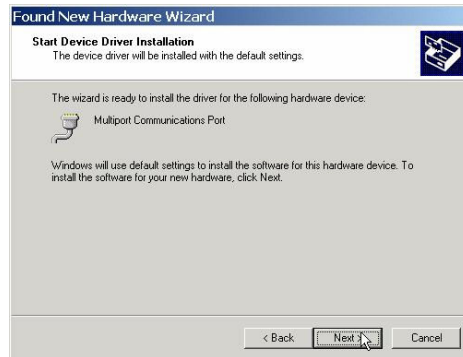 Found New Hardware Wizard
Start Device Driver Installation
The device driver will be installed with the default settings.
The wizard is ready to install the driver for the following hardware device:
Multiport Communications Port
Windows will use default settings to install the software for this hardware device. To
install the software for your new hardware, click Next.
< Back
Next >
Cancel